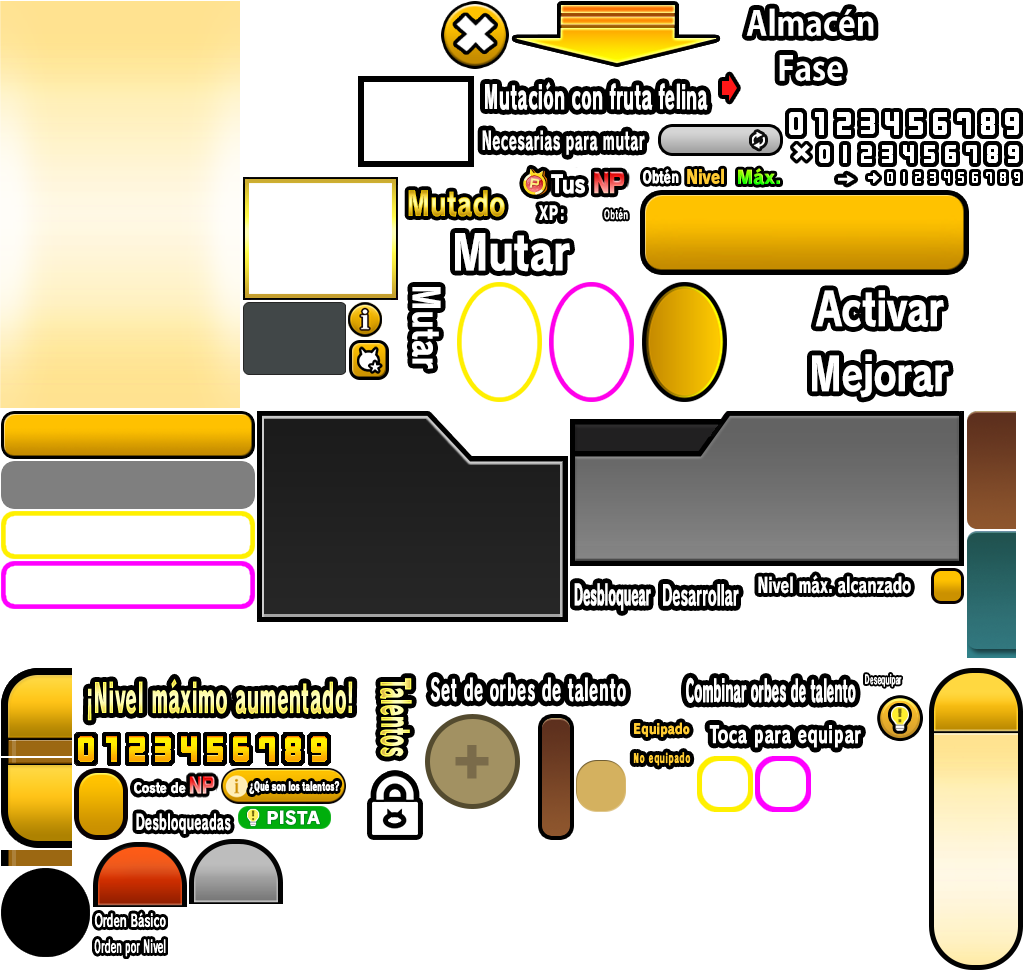 Almacén
Fase
Mutación con fruta felina
0123456789
Necesarias para mutar
×0123456789
Tus NP
Obtén Nivel Máx.
0123456789
Mutado
XP:
Obtén
Mutar
i
Mutar
Activar
Mejorar
Desbloquear
Desarrollar
Nivel máx. alcanzado
¡Nivel máximo aumentado!
Talentos
Set de orbes de talento
Combinar orbes de talento
Desequipar
0123456789
Equipado
Toca para equipar
No equipado
Coste de NP
i ¿Qué son los talentos?
Desbloqueadas
PISTA
Orden Básico
Orden por Nivel